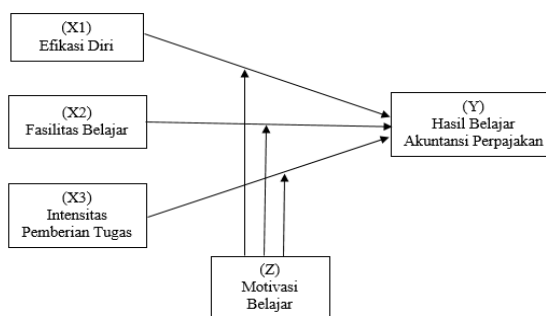 (X1)
Efikasi Diri
(X2)
Fasilitas Belajar
(Y)
Hasil Belajar
Akuntansi Perpajakan
(X3)
Intensitas
Pemberian Tugas
(Z)
Motivasi
Belajar